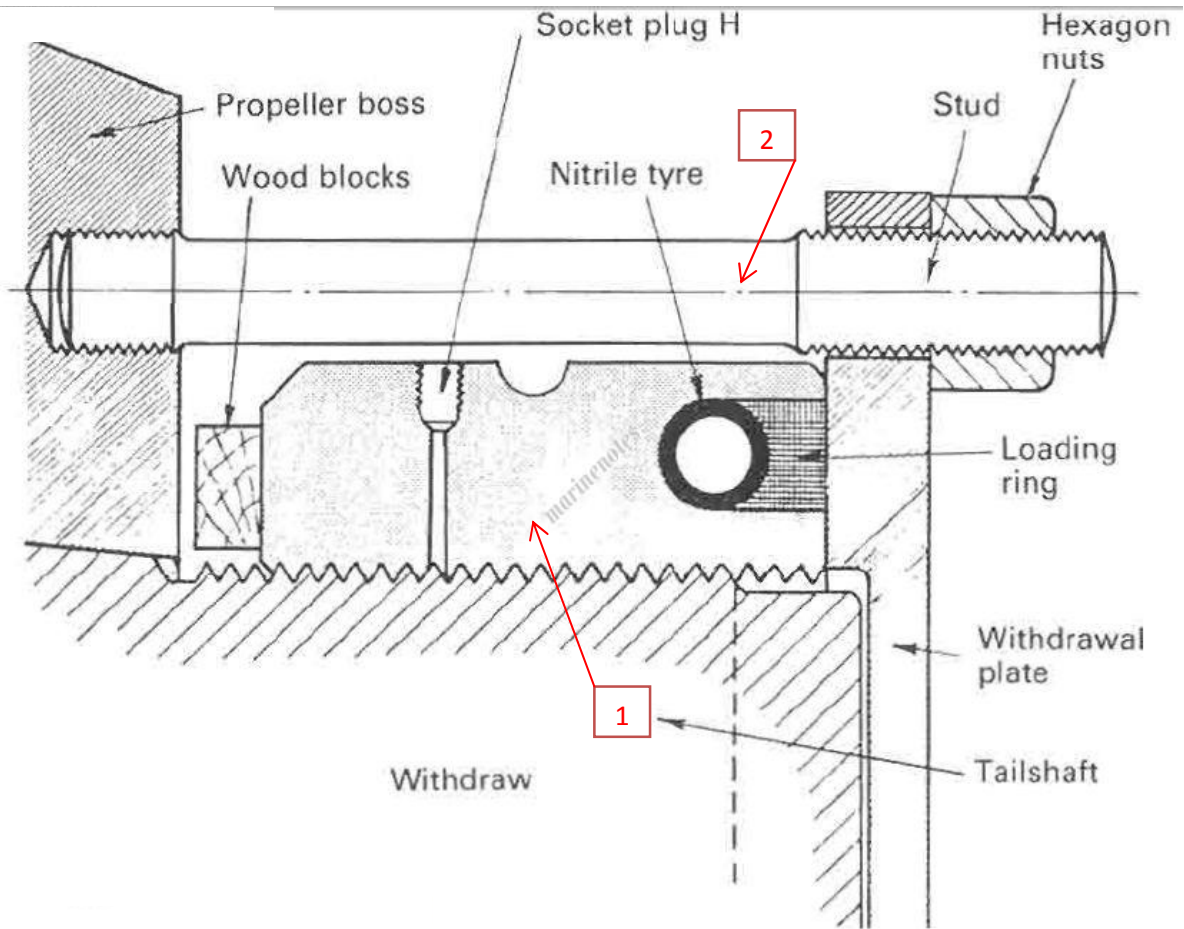 Socket plug H
Hexagon
nuts
Propeller boss
2
Stud
Wood blocks
Nitrile tyre
Loading
ring
marinenotes
Withdrawal
plate
1
Withdraw
Tailshaft